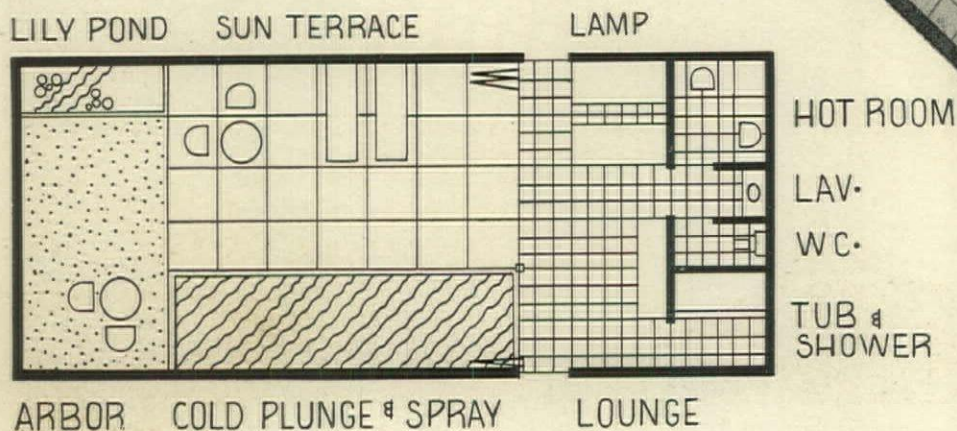 LILY POND SUN TERRACE LAMP
HOT ROOM
LAV.
WC.
TUB &
SHOWER
ARBOR COLD PLUNGE & SPRAY LOUNGE